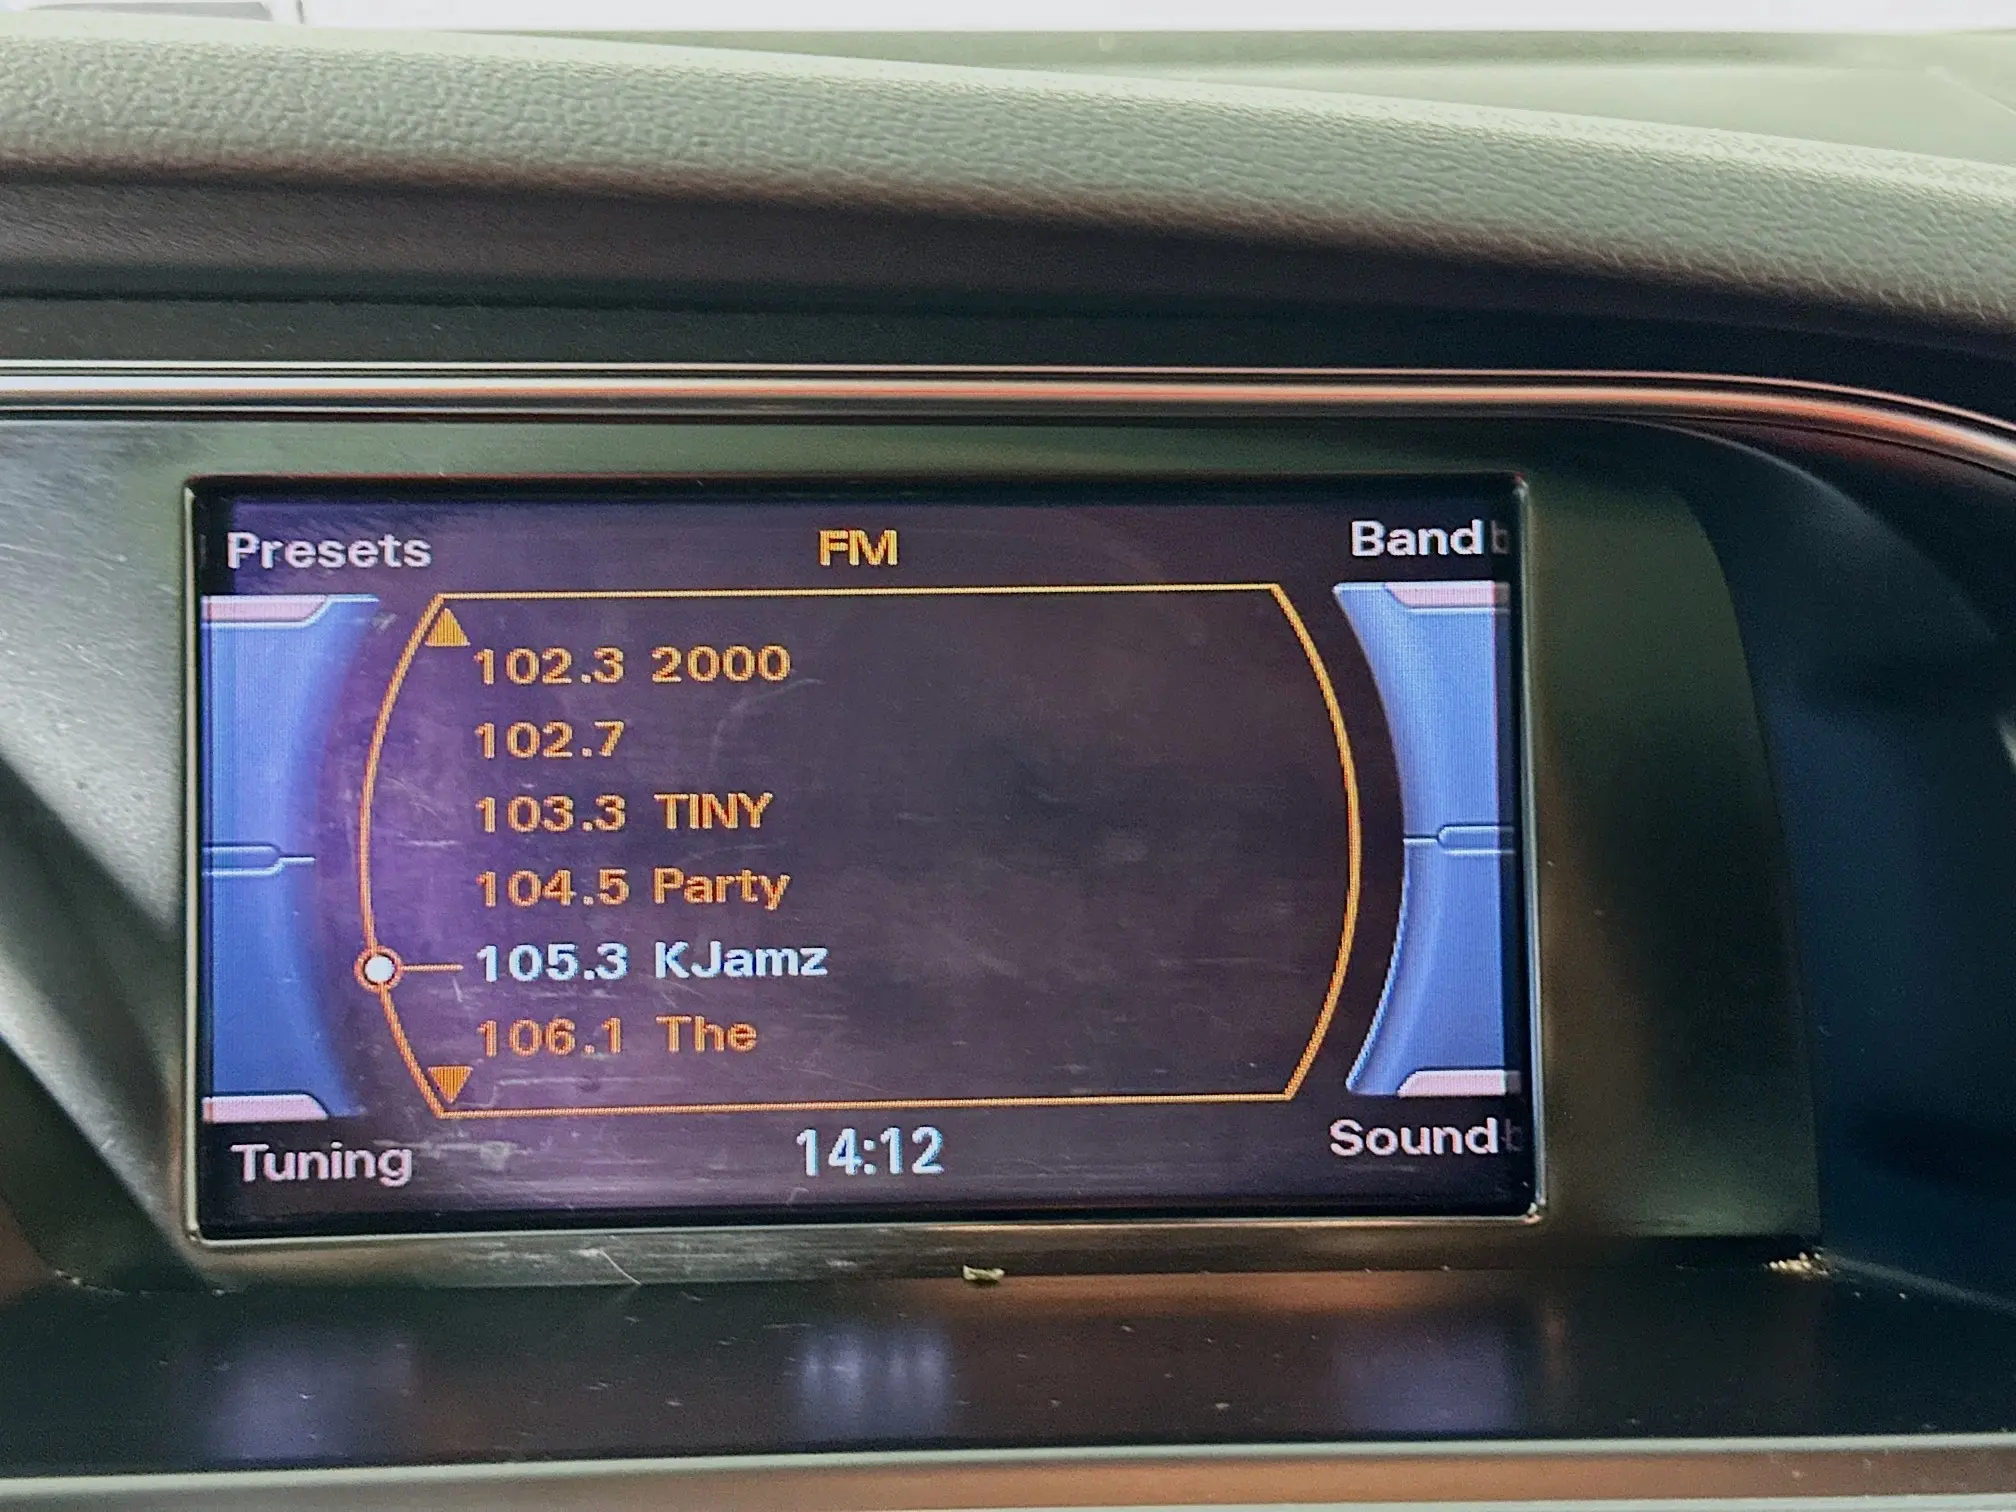 Presets FM Band
102.3 2000
102.7
103.3 TINY
104.5 Party
105.3 KJamz
106.1 The
Tuning 14:12 Sound